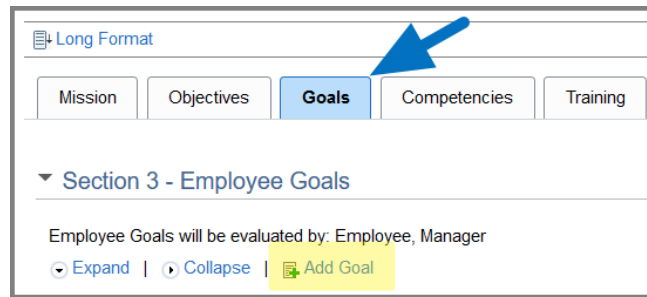 Long Format
Mission Objectives Goals Competencies Training
Section 3 - Employee Goals
Employee Goals will be evaluated by: Employee, Manager
Expand | Collapse | Add Goal